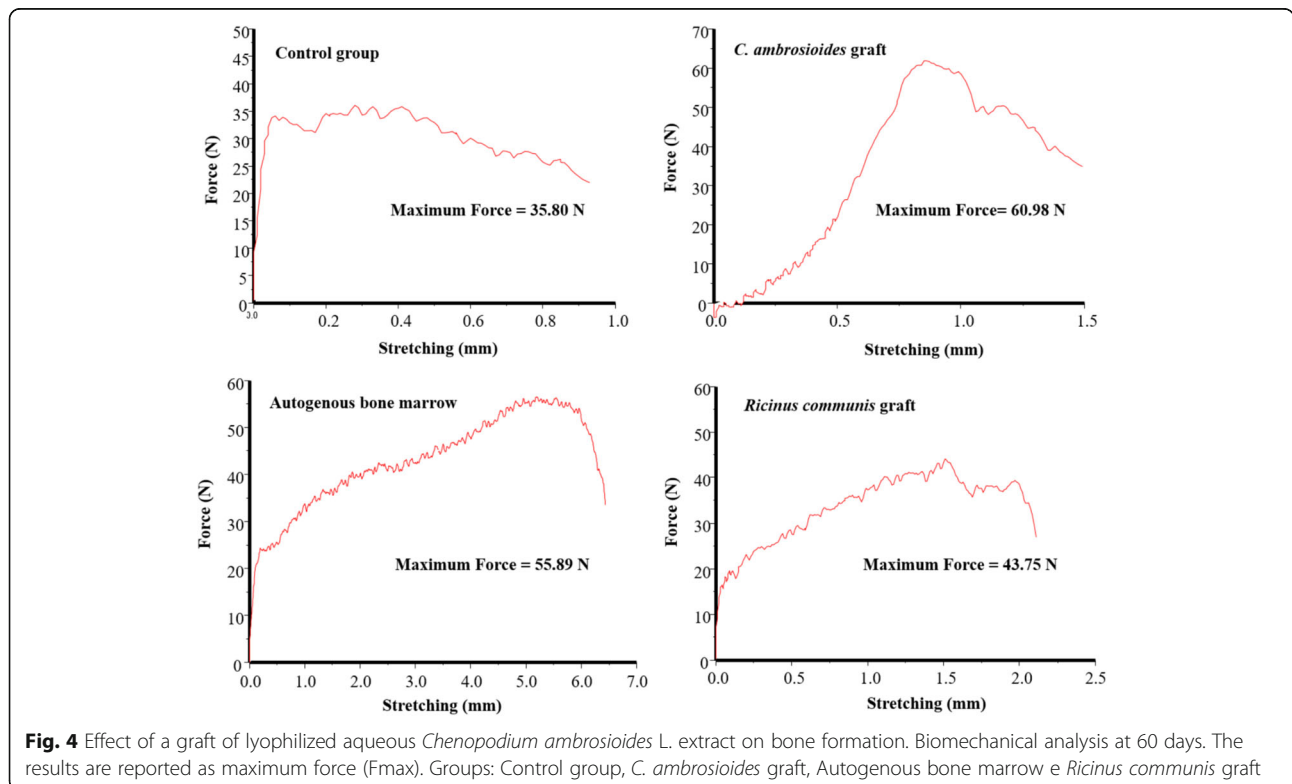 Control group
Force (N)
50
45
40
35
30
25
20
15
10
5
0
0.0 0.2 0.4 0.6 0.8 1.0
Stretching (mm)
Maximum Force = 35.80 N
C. ambrosioides graft
Force (N)
70
60
50
40
30
20
10
0
0.0 0.5 1.0 1.5
Stretching (mm)
Maximum Force= 60.98 N
Autogenous bone marrow
Force (N)
60
50
40
30
20
10
0
0.0 1.0 2.0 3.0 4.0 5.0 6.0 7.0
Stretching (mm)
Maximum Force = 55.89 N
Ricinus communis graft
Force (N)
60
50
40
30
20
10
0
0.0 0.5 1.0 1.5 2.0 2.5
Stretching (mm)
Maximum Force = 43.75 N
Fig. 4 Effect of a graft of lyophilized aqueous Chenopodium ambrosioides L. extract on bone formation. Biomechanical analysis at 60 days. The
results are reported as maximum force (Fmax). Groups: Control group, C. ambrosioides graft, Autogenous bone marrow e Ricinus communis graft